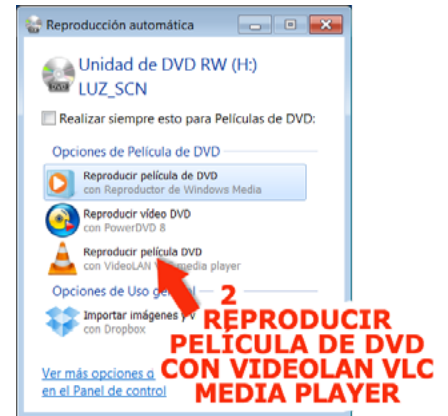 Reproducción automática
Unidad de DVD RW (H:)
LUZ_SCN
Realizar siempre esto para Películas de DVD:
Opciones de Película de DVD
Reproducir película de DVD
con Reproductor de Windows Media
Reproducir vídeo DVD
con PowerDVD 8
Reproducir película DVD
con VideoLAN media player
Opciones de Uso
2
Importar imágenes y v
con Dropbox
REPRODUCIR
PELÍCULA DE DVD
CON VIDEOLAN VLC
MEDIA PLAYER
Ver más opciones d
en el Panel de control